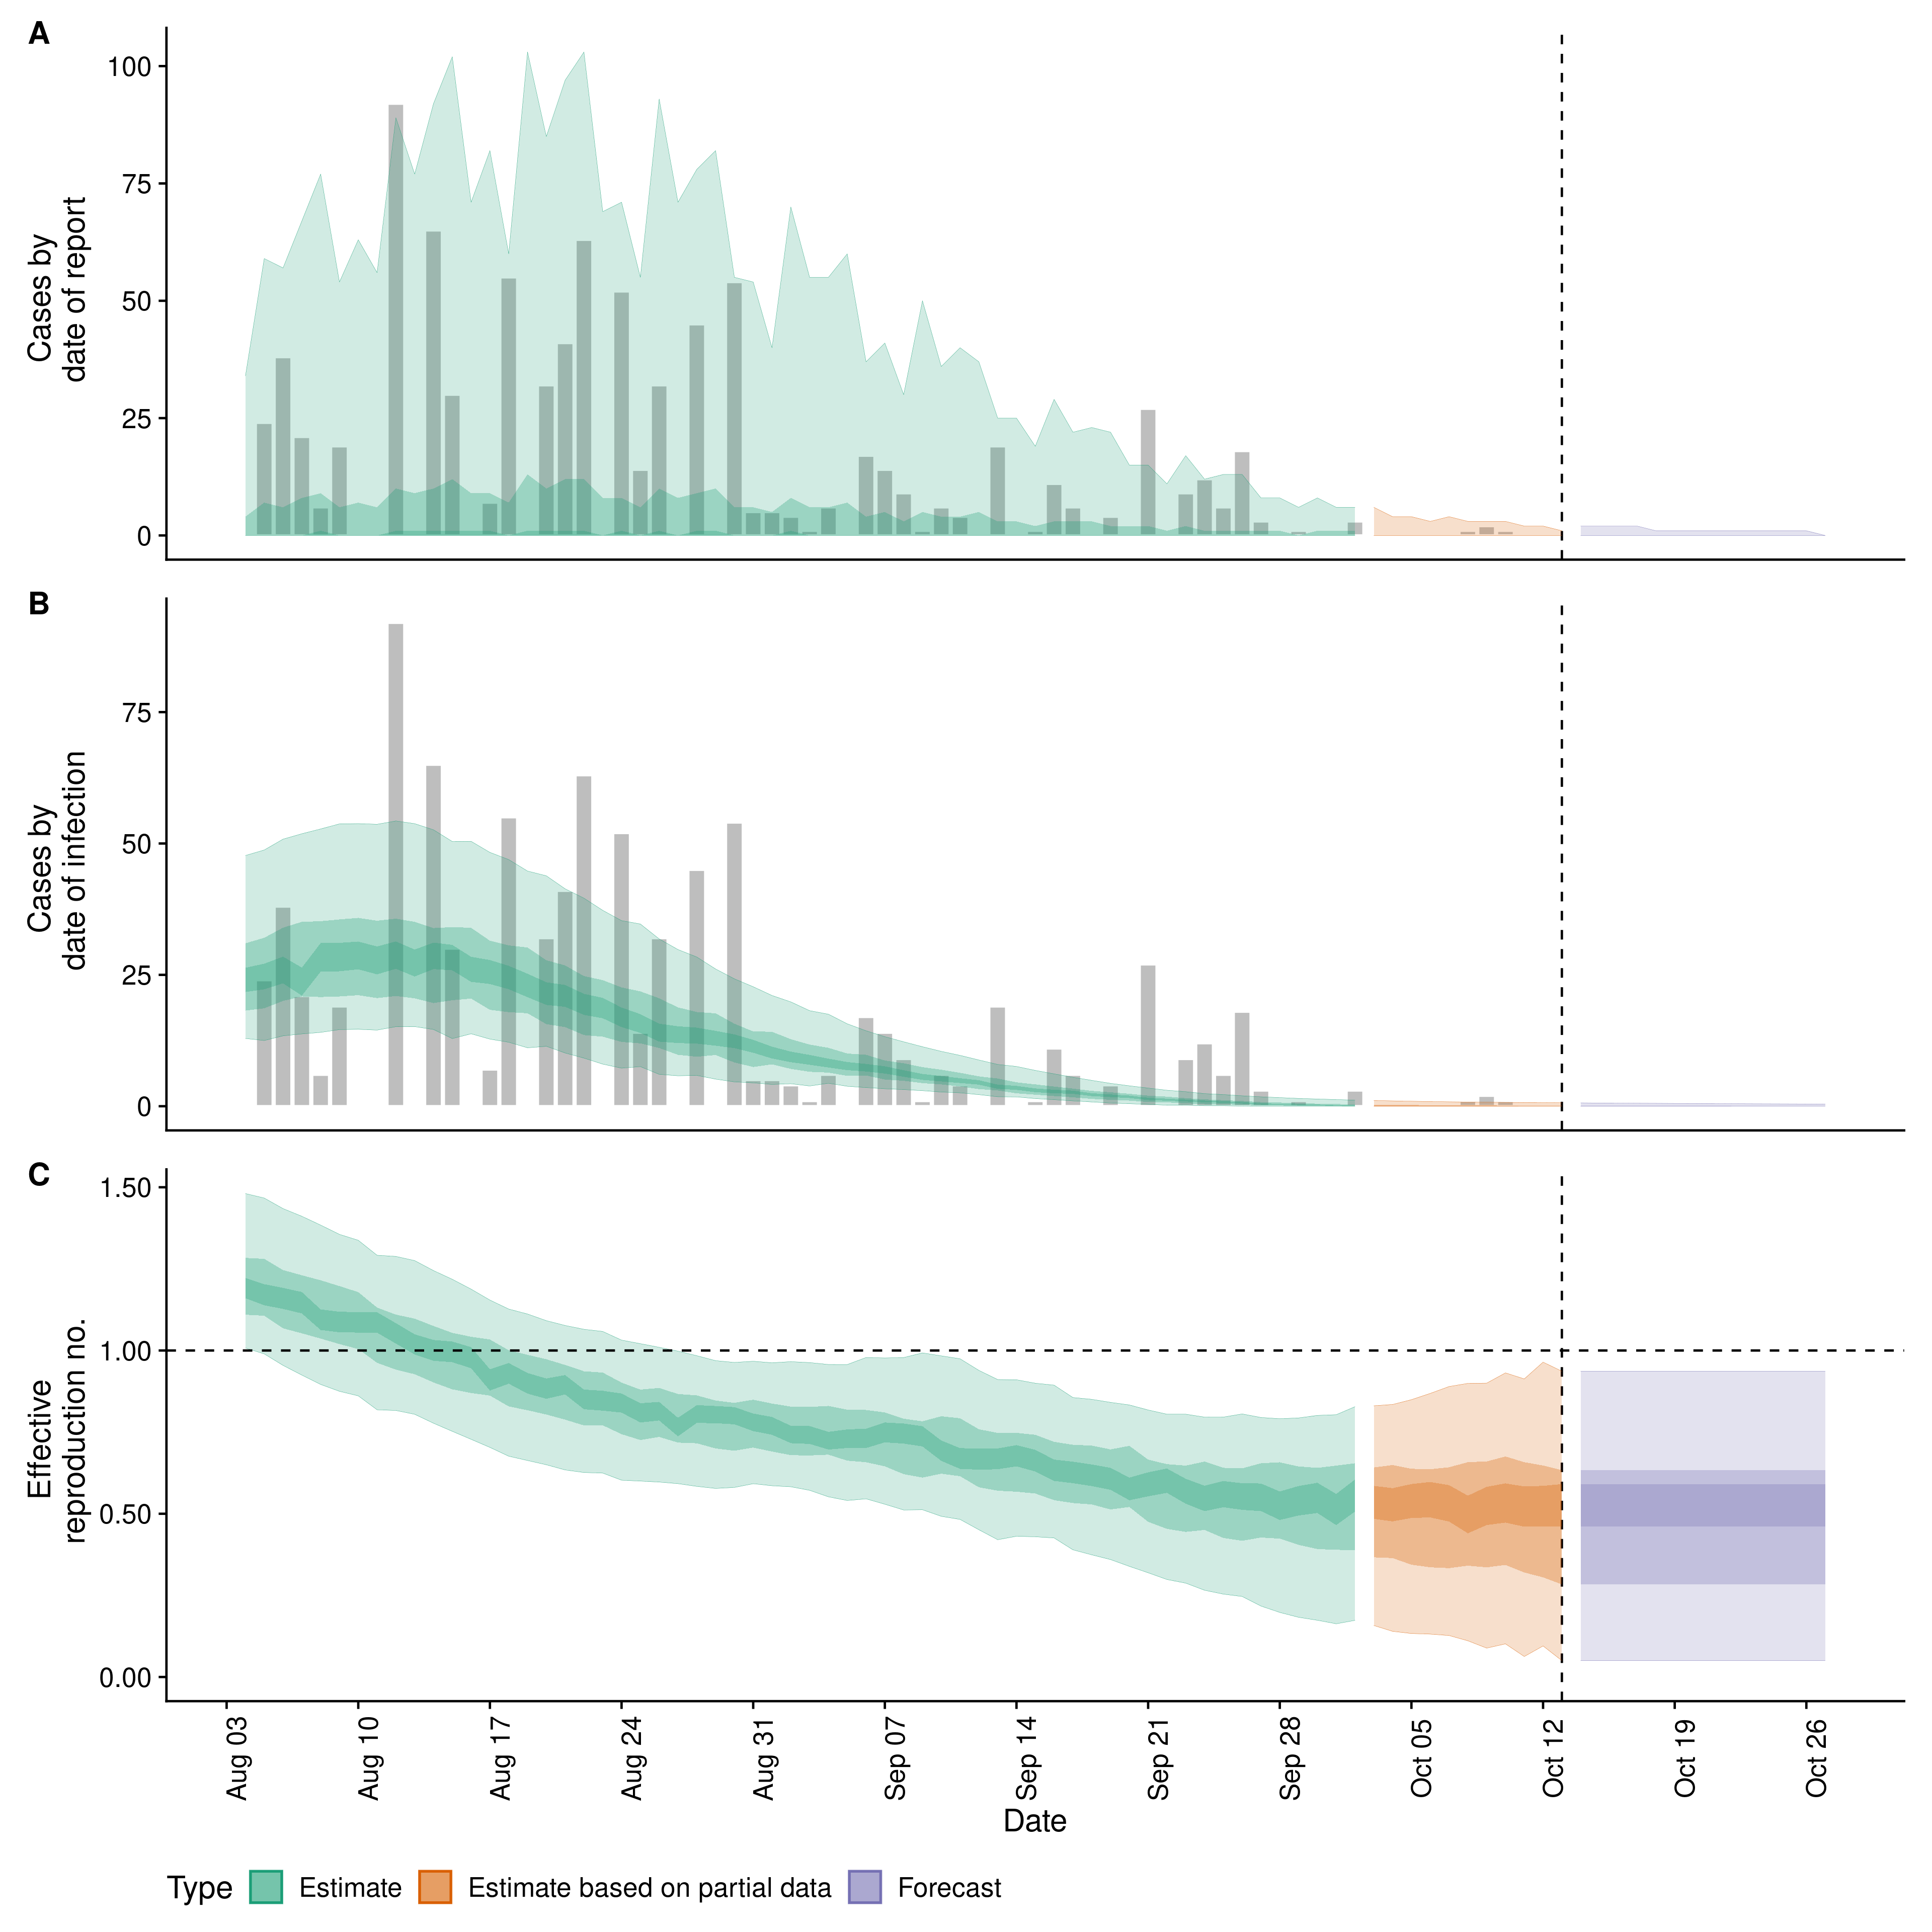 A
100
75
50
25
0
Cases by
date of report
B
75
50
25
0
Cases by
date of infection
C
1.50
1.00
0.50
0.00
Effective
reproduction no.
Aug 03
Aug 10
Aug 17
Aug 24
Aug 31
Sep 07
Sep 14
Sep 21
Sep 28
Oct 05
Oct 12
Oct 19
Oct 26
Date
Type Estimate Estimate based on partial data Forecast